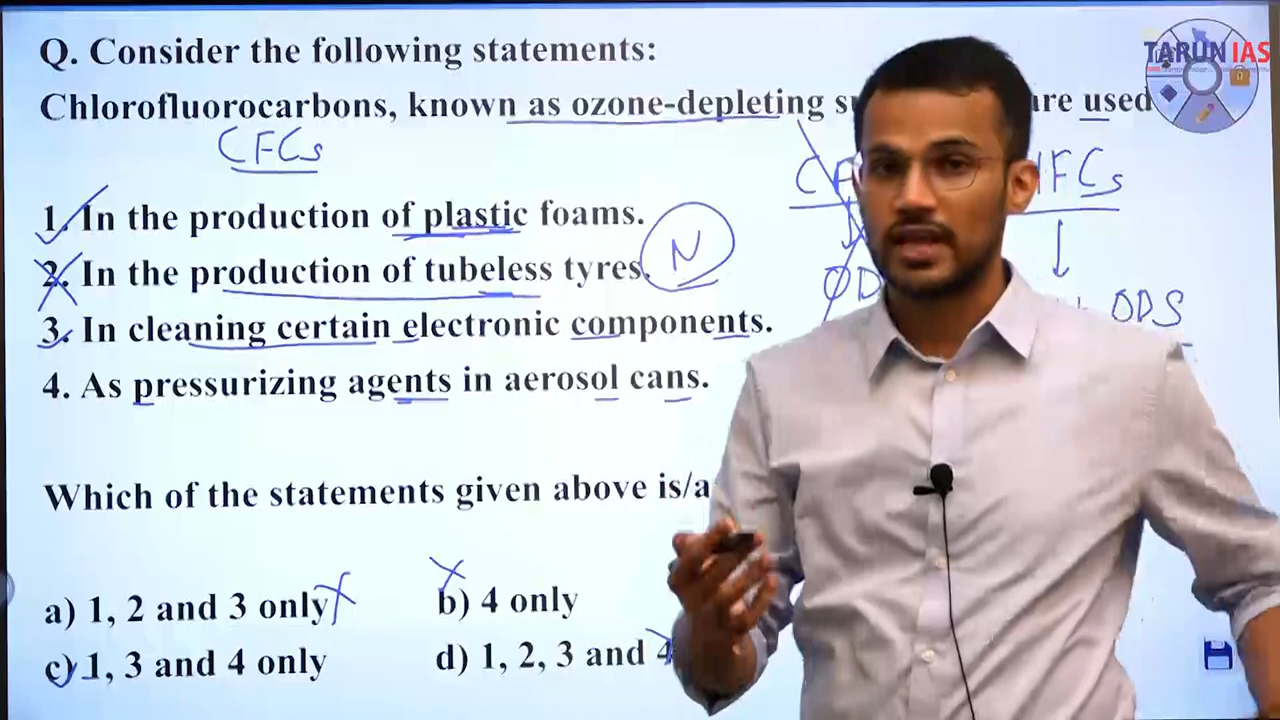 Q. Consider the following statements:
TARUN IAS
Chlorofluorocarbons, known as ozone-depleting are used
CFCs
HFCs
1. In the production of plastic foams.
2. In the production of tubeless tyres.
N
3. In cleaning certain electronic components.
ODS
4. As pressurizing agents in aerosol cans.
Which of the statements given above is/a
a) 1, 2 and 3 only
b) 4 only
c) 1, 3 and 4 only
d) 1, 2, 3 and 4